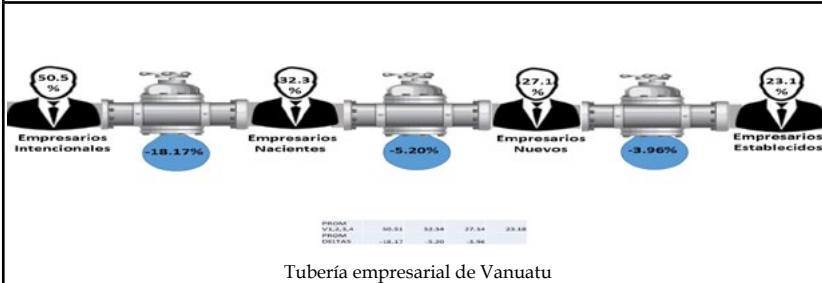 50.5
%
32.3
%
27.1
%
23.1
%
Empresarios
Intencionales
Empresarios
Nacientes
Empresarios
Nuevos
Empresarios
Establecidos
-18.17%
-5.20%
-3.96%
PROM
V1,2,3,4 50.51 32.34 27.14 23.18
PROM
DELTAS -18.17 -5.20 -3.96
Tubería empresarial de Vanuatu